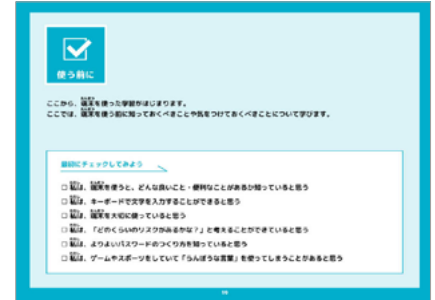 使う前に
ここから、端末を使った学習がはじまります。
ここでは、端末を使う前に知っておくべきことや気をつけておくべきことについて学びます。
最初にチェックしてみよう
□ 私は、端末を使うと、どんな良いこと・便利なことがあるか知っていると思う
□ 私は、キーボードで文字を入力することができると思う
□ 私は、端末を大切に使っていると思う
□ 私は、「どのくらいのリスクがあるかな？」と考えることができていると思う
□ 私は、よりよいパスワードのつくり方を知っていると思う
□ 私は、ゲームやスポーツをしていて「らんぼうな言葉」を使ってしまうことがあると思う